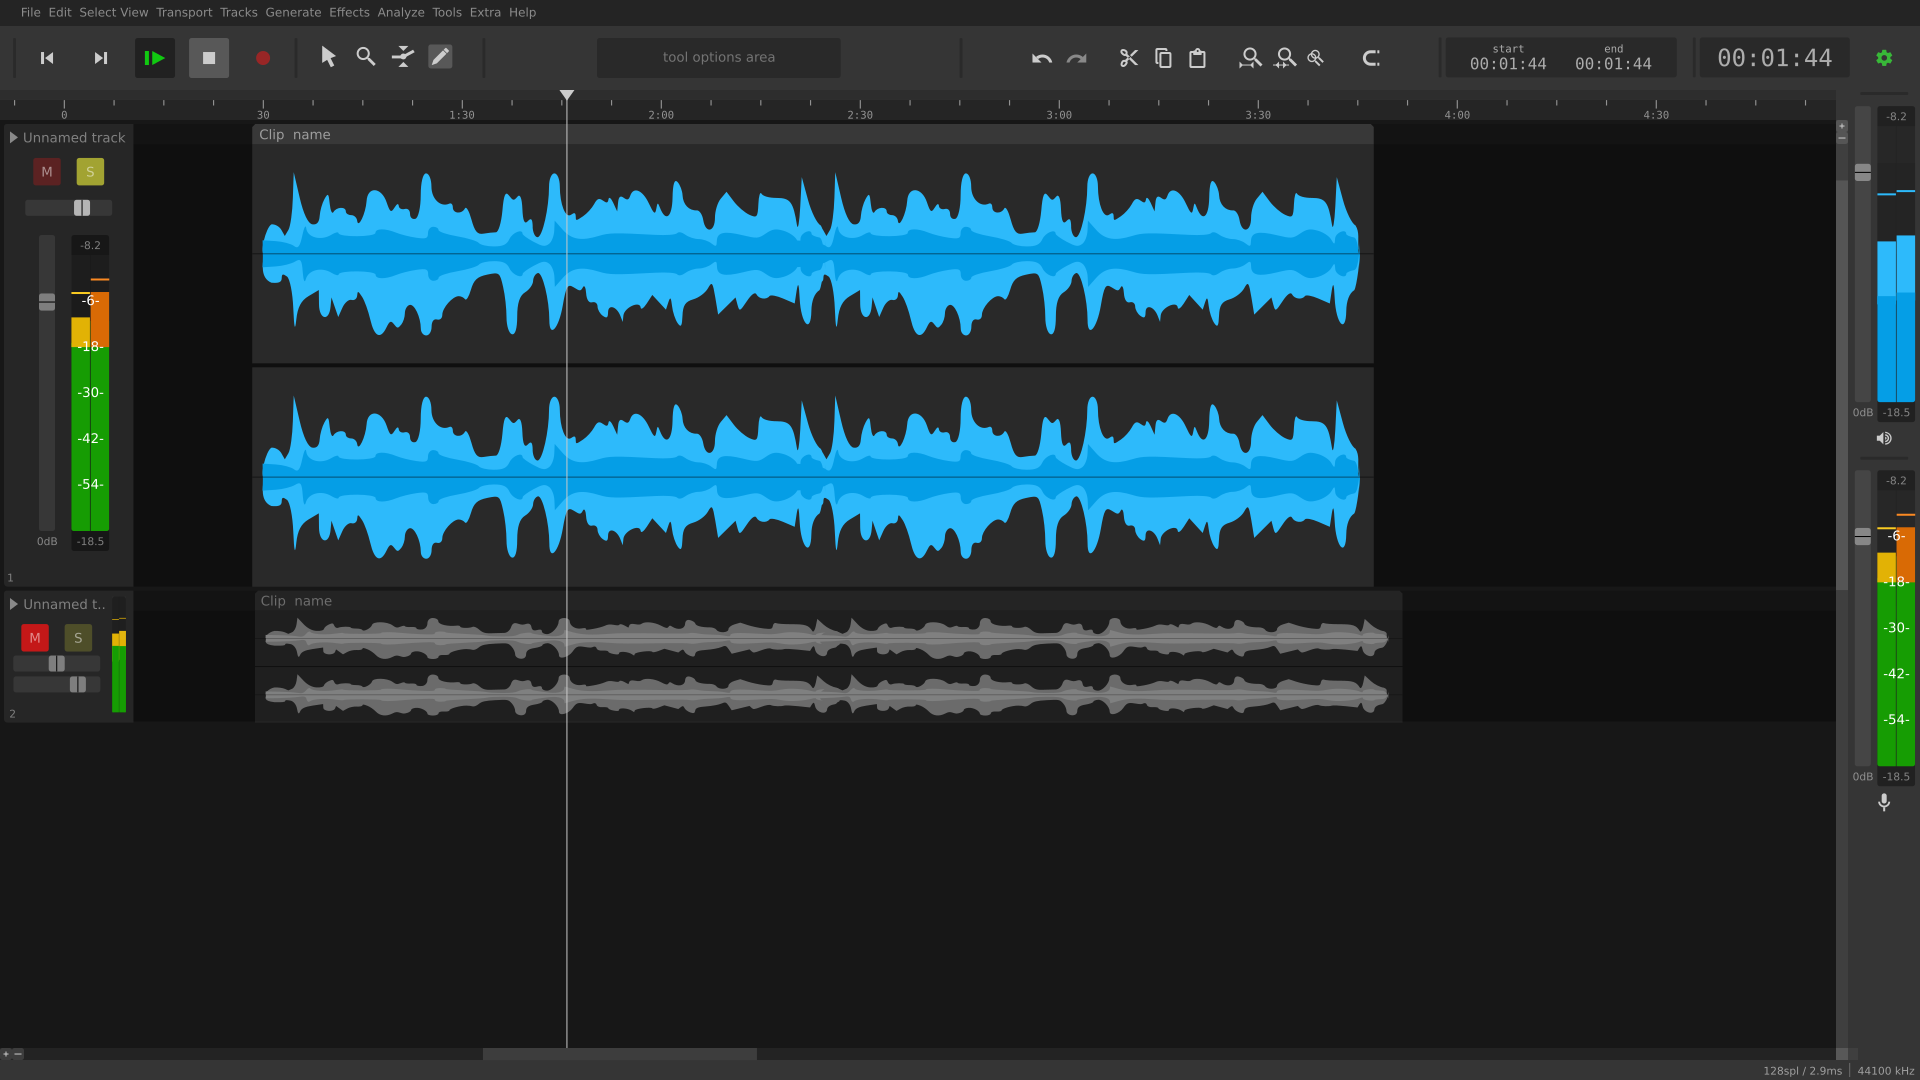 File Edit Select View Transport Tracks Generate Effects Analyze Tools Extra Help
tool options area
start end
00:01:44 00:01:44
00:01:44
0 30 1:30 2:00 2:30 3:00 3:30 4:00 4:30
Unnamed track
Clip name
M S
-8.2
-6-
-18-
-30-
-42-
-54-
0dB -18.5
1
Unnamed t..
Clip name
M S
2
-8.2
0dB -18.5
-8.2
-6-
-18-
-30-
-42-
-54-
0dB -18.5
128spl / 2.9ms 44100 kHz